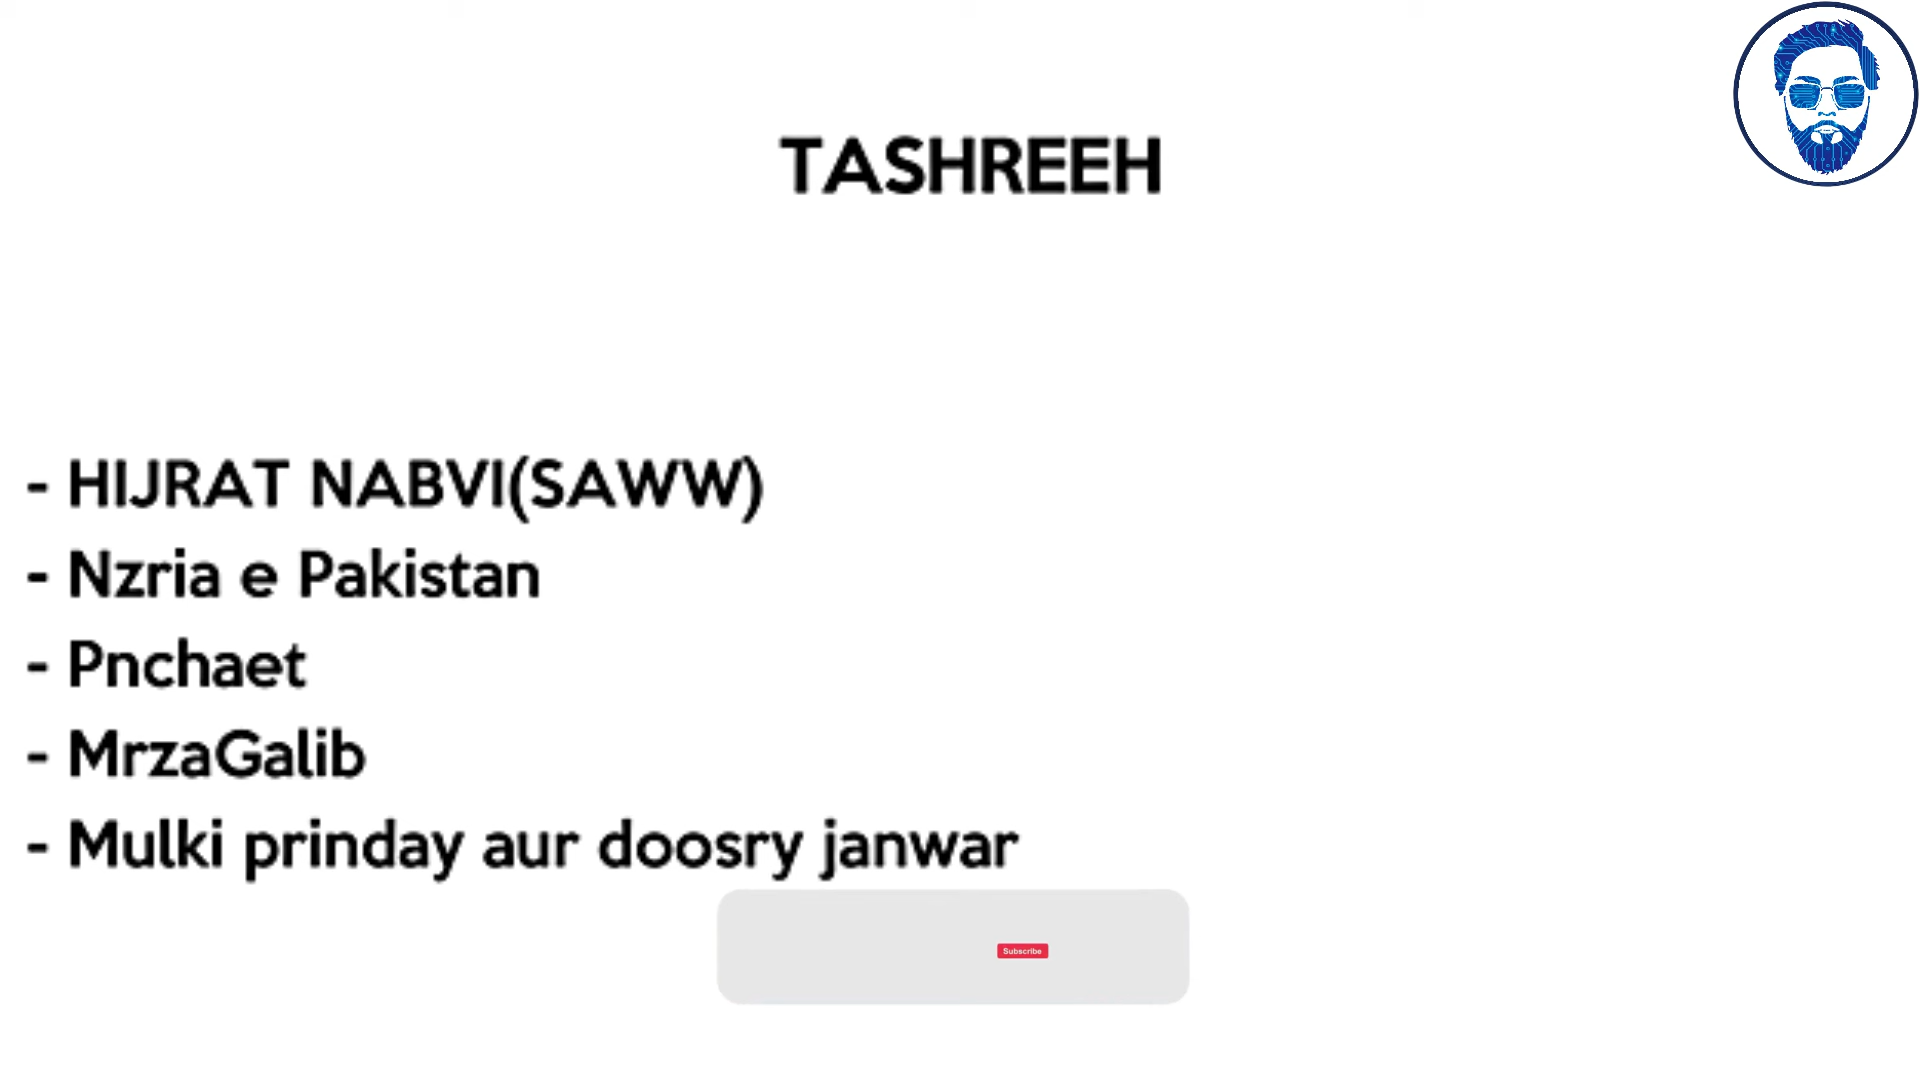 TASHREEH
- HIJRAT NABVI(SAWW)
- Nzria e Pakistan
- Pnchaet
- MrzaGalib
- Mulki prinday aur doosry janwar
Subscribe